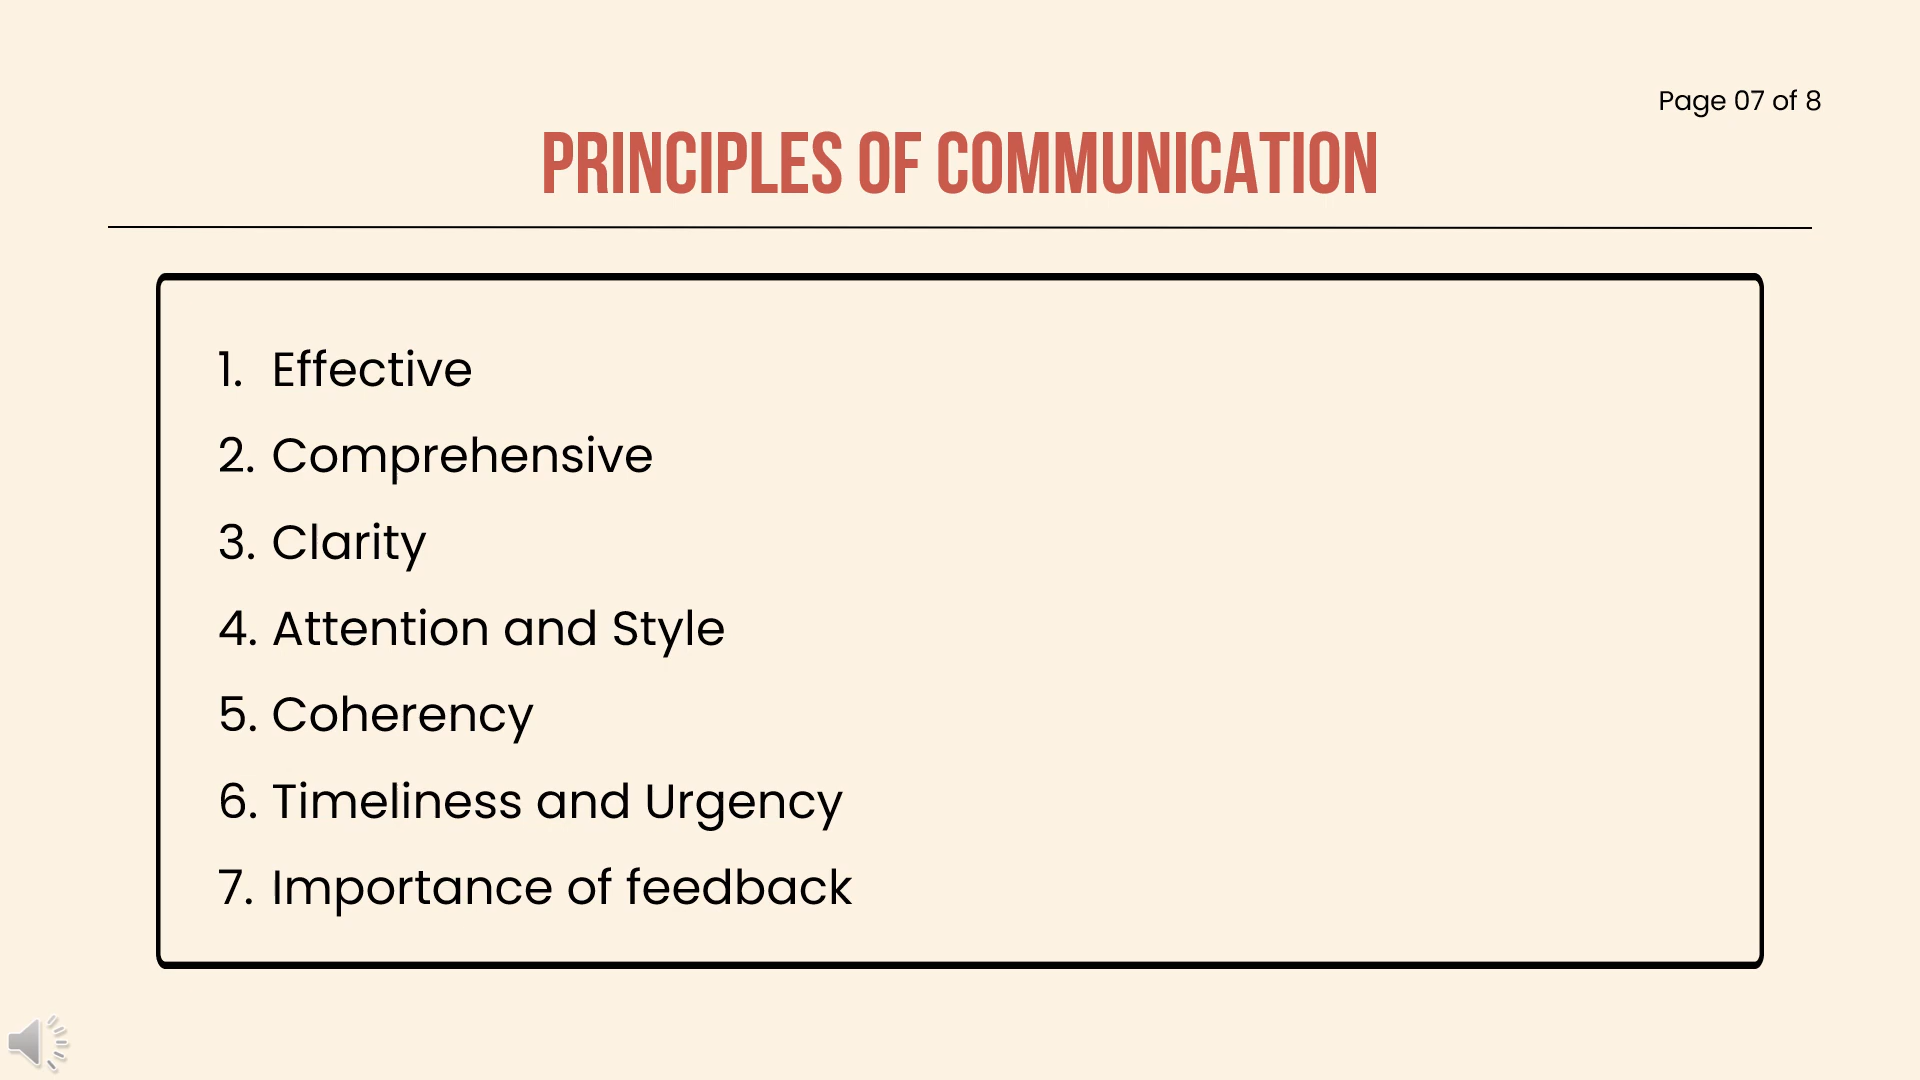 Page 07 of 8
PRINCIPLES OF COMMUNICATION
1. Effective
2. Comprehensive
3. Clarity
4. Attention and Style
5. Coherency
6. Timeliness and Urgency
7. Importance of feedback